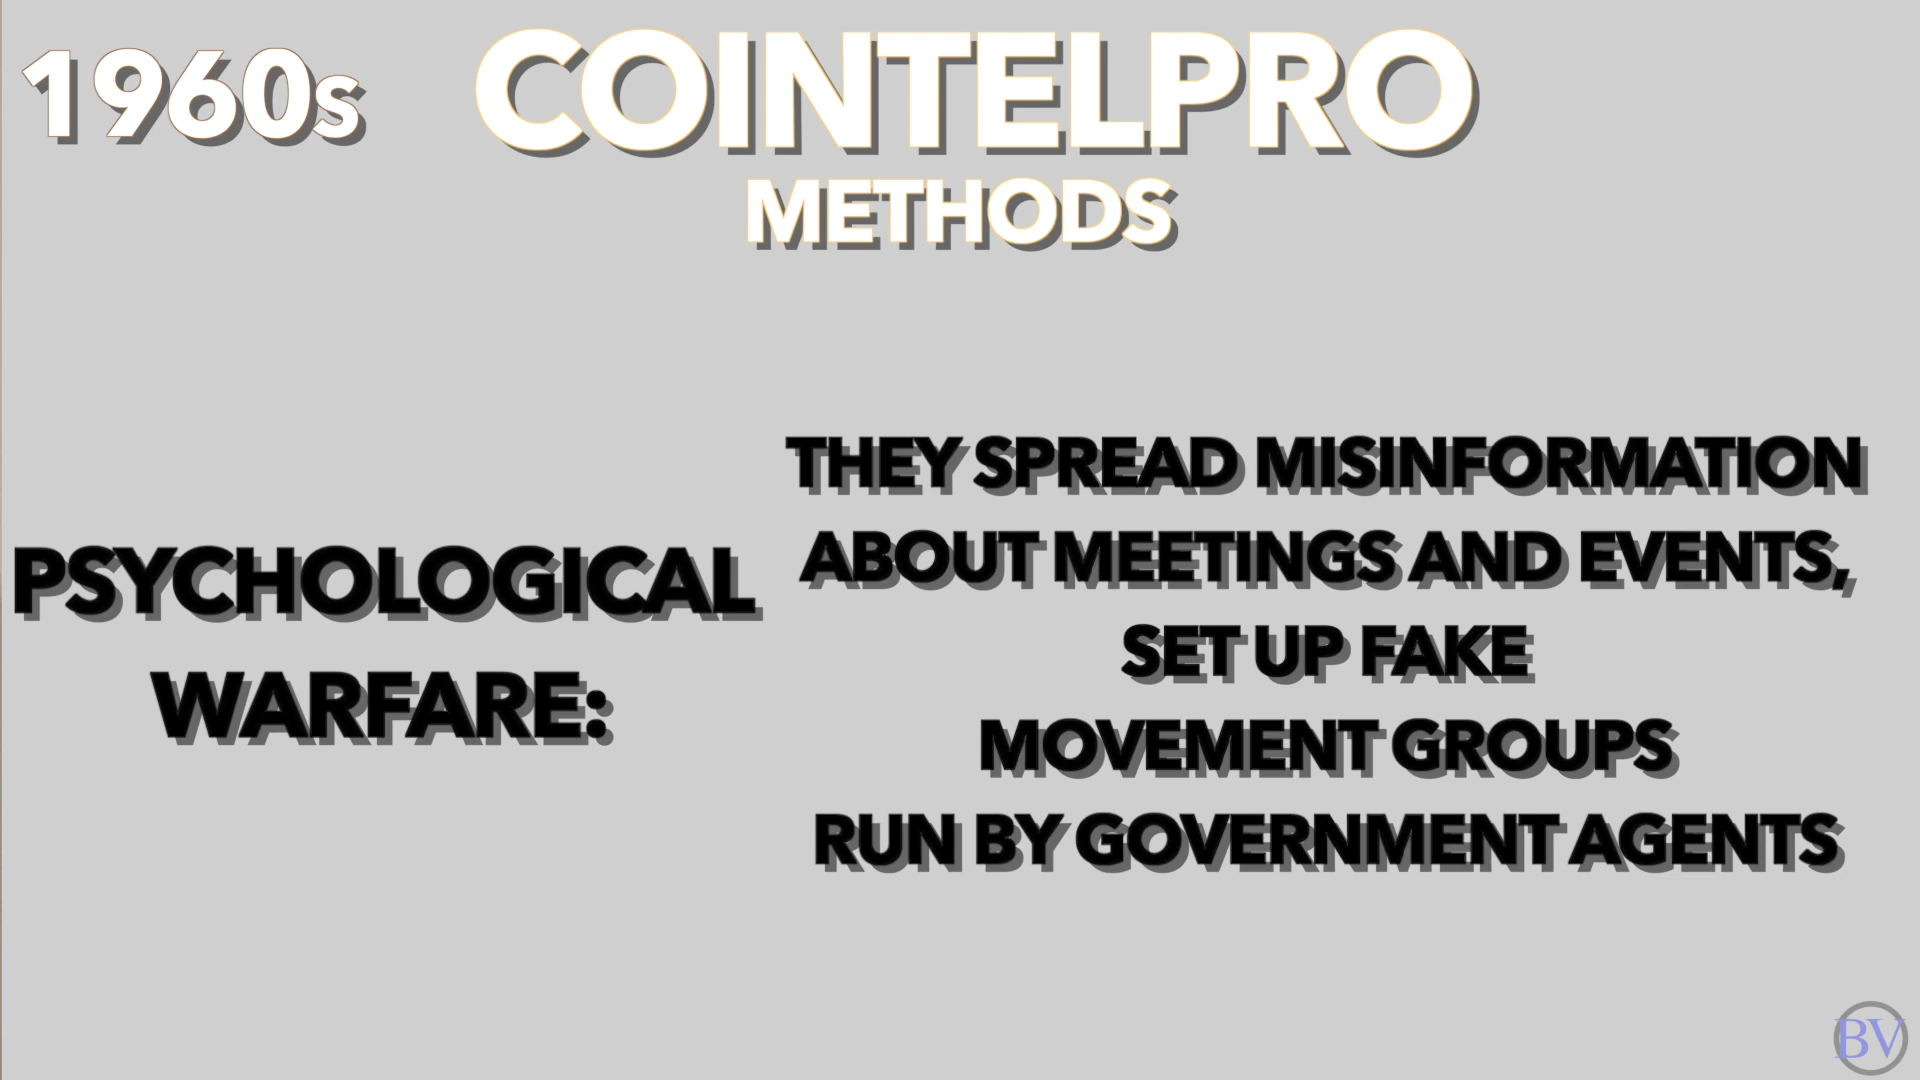 1960s
COINTELPRO
METHODS
PSYCHOLOGICAL
WARFARE:
THEY SPREAD MISINFORMATION
ABOUT MEETINGS AND EVENTS,
SET UP FAKE
MOVEMENT GROUPS
RUN BY GOVERNMENT AGENTS
BV